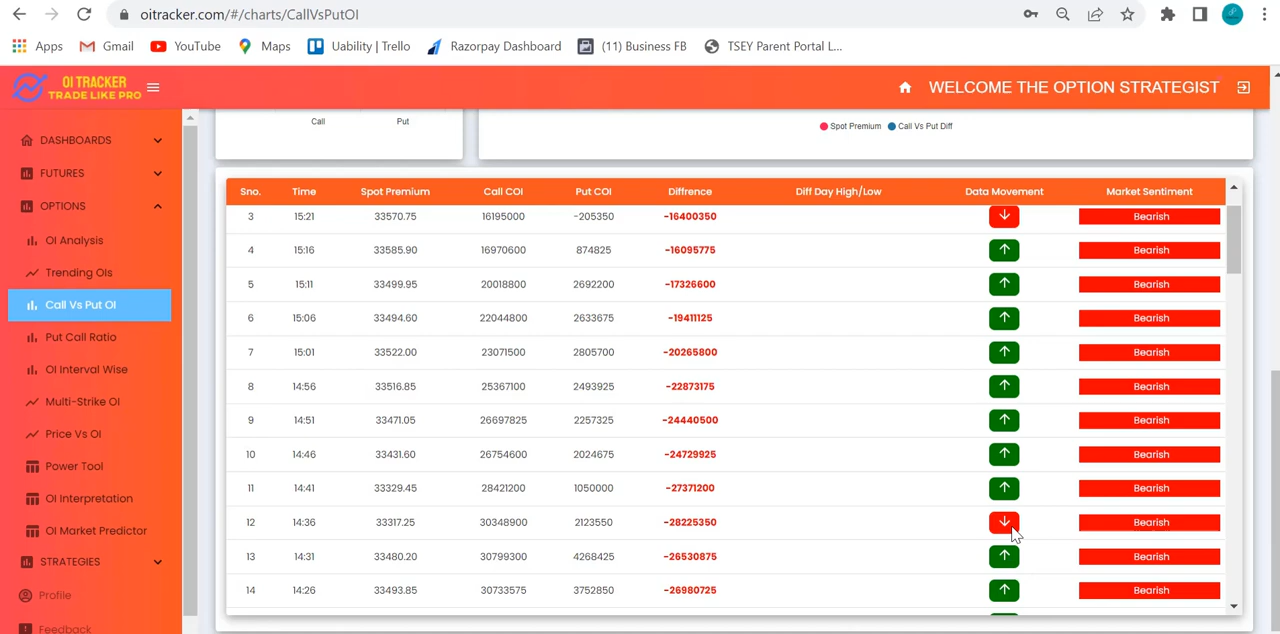 oitracker.com/#/charts/CallVsPutOI
Apps Gmail YouTube Maps Uability | Trello Razorpay Dashboard (11) Business FB TSEY Parent Portal L...
OI TRACKER
TRADE LIKE PRO
WELCOME THE OPTION STRATEGIST
DASHBOARDS
FUTURES
OPTIONS
OI Analysis
Trending OIs
Call Vs Put OI
Put Call Ratio
OI Interval Wise
Multi-Strike OI
Price Vs OI
Power Tool
OI Interpretation
OI Market Predictor
STRATEGIES
Profile
Feedback
Call Put
Spot Premium Call Vs Put Diff
Sno. Time Spot Premium Call COI Put COI Diffrence Diff Day High/Low Data Movement Market Sentiment
3 15:21 33570.75 16195000 -205350 -16400350 Bearish
4 15:16 33585.90 16970600 874825 -16095775 Bearish
5 15:11 33499.95 20018800 2692200 -17326600 Bearish
6 15:06 33494.60 22044800 2633675 -19411125 Bearish
7 15:01 33522.00 23071500 2805700 -20265800 Bearish
8 14:56 33516.85 25367100 2493925 -22873175 Bearish
9 14:51 33471.05 26697825 2257325 -24440500 Bearish
10 14:46 33431.60 26754600 2024675 -24729925 Bearish
11 14:41 33329.45 28421200 1050000 -27371200 Bearish
12 14:36 33317.25 30348900 2123550 -28225350 Bearish
13 14:31 33480.20 30799300 4268425 -26530875 Bearish
14 14:26 33493.85 30733575 3752850 -26980725 Bearish